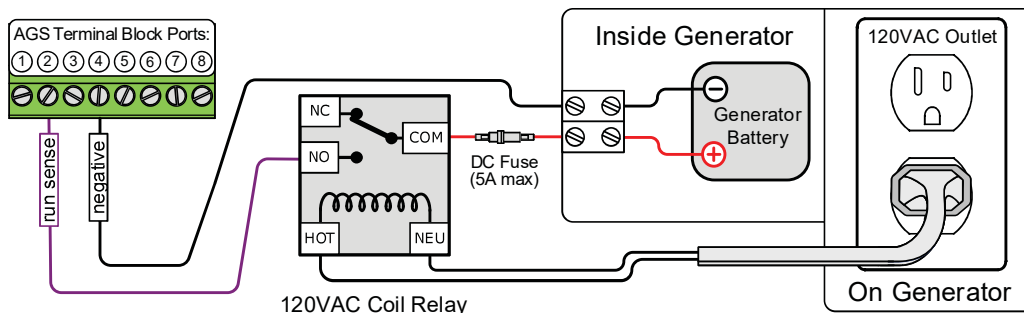 AGS Terminal Block Ports:
1 2 3 4 5 6 7 8
run sense
negative
NC
NO
COM
HOT
NEU
120VAC Coil Relay
DC Fuse
(5A max)
Inside Generator
Generator
Battery
120VAC Outlet
On Generator